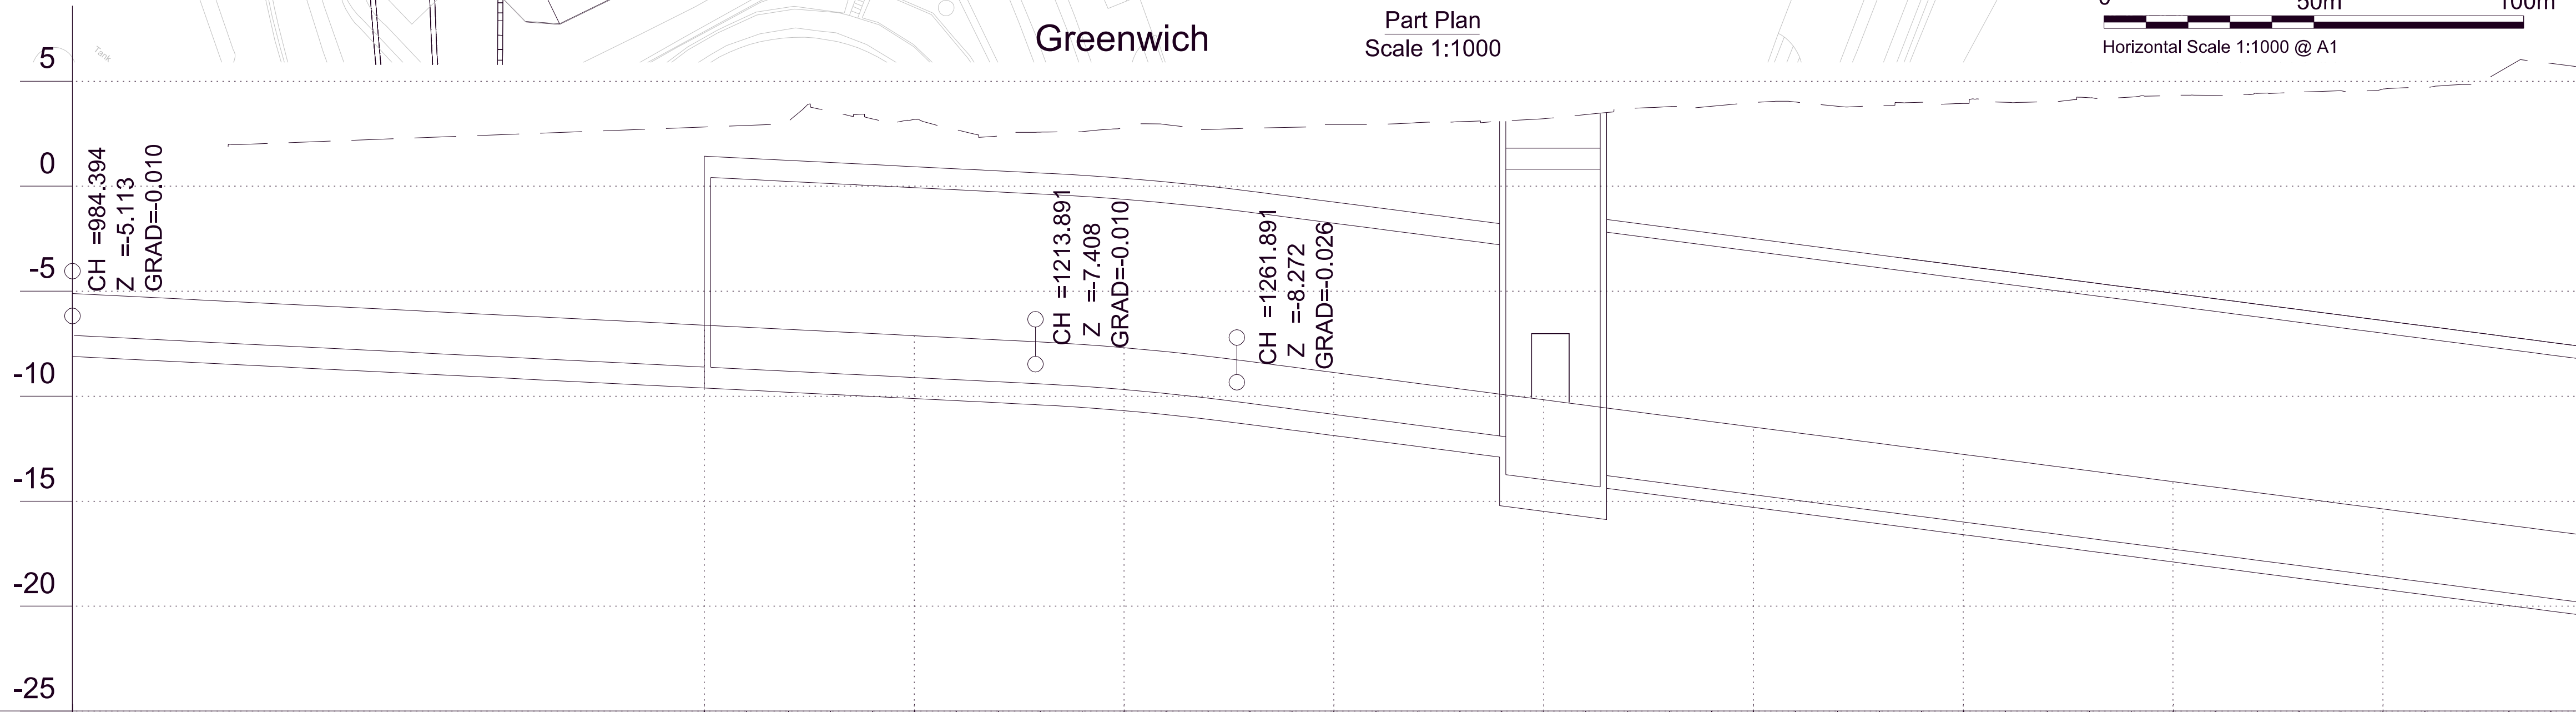 Tank
Greenwich
Part Plan
Scale 1:1000
0 50m 100m
Horizontal Scale 1:1000 @ A1
5
0
-5
-10
-15
-20
-25
CH =984.394
Z =-5.113
GRAD=-0.010
CH =1213.891
Z =-7.408
GRAD=-0.010
CH =1261.891
Z =-8.272
GRAD=-0.026